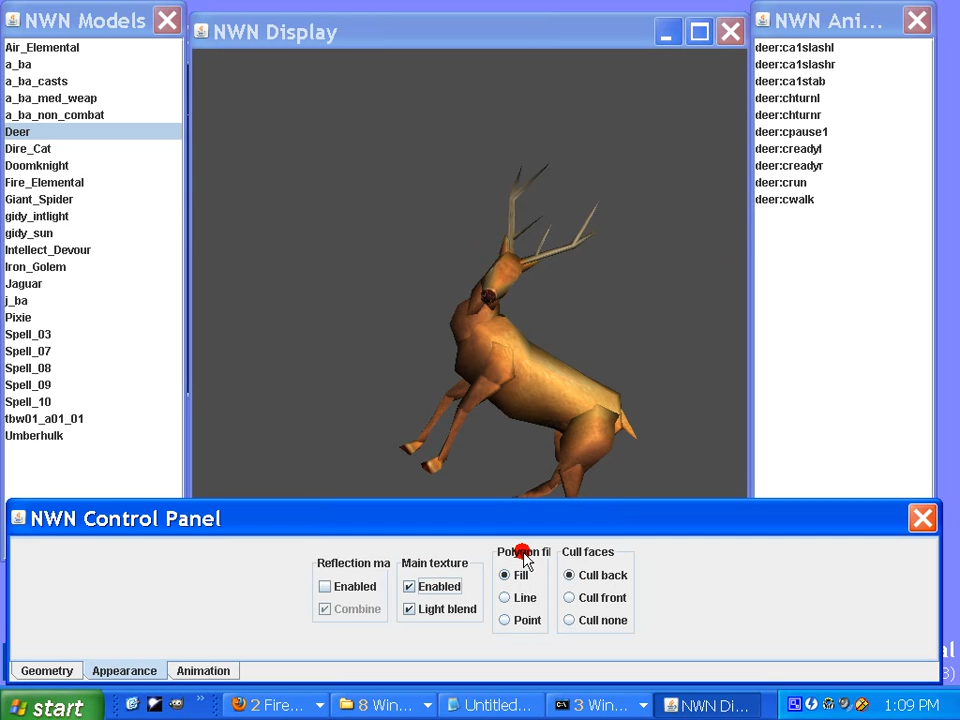 NWN Models
Air_Elemental
a_ba
a_ba_casts
a_ba_med_weap
a_ba_non_combat
Deer
Dire_Cat
Doomknight
Fire_Elemental
Giant_Spider
gidy_intlight
gidy_sun
Intellect_Devour
Iron_Golem
Jaguar
j_ba
Pixie
Spell_03
Spell_07
Spell_08
Spell_09
Spell_10
tbw01_a01_01
Umberhulk
NWN Display
NWN Ani...
deer:ca1slashl
deer:ca1slashr
deer:ca1stab
deer:chturnl
deer:chturnr
deer:cpause1
deer:creadyl
deer:creadyr
deer:crun
deer:cwalk
NWN Control Panel
Reflection ma
Enabled
Combine
Main texture
Enabled
Light blend
Polygon fil
Fill
Line
Point
Cull faces
Cull back
Cull front
Cull none
Geometry
Appearance
Animation
al
3)
start
2 Fire...
8 Win...
Untitled...
3 Win...
NWN Di...
1:09 PM